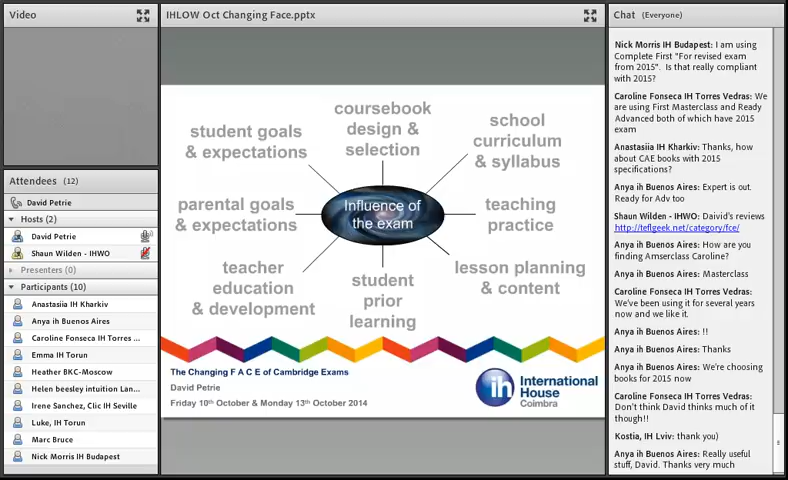 Video
Attendees (12)
David Petrie
Hosts (2)
David Petrie
Shaun Wilden - IHWO
Presenters (0)
Participants (10)
Anastasiia IH Kharkiv
Anya ih Buenos Aires
Caroline Fonseca IH Torres ...
Emma IH Torun
Heather BKC-Moscow
Helen beesley intuition Lan...
Irene Sanchez, Clic IH Seville
Luke, IH Torun
Marc Bruce
Nick Morris IH Budapest
IHLOW Oct Changing Face.pptx
student goals
& expectations
coursebook
design &
selection
school
curriculum
& syllabus
parental goals
& expectations
Influence of
the exam
teaching
practice
teacher
education
& development
student
prior
learning
lesson planning
& content
The Changing F A C E of Cambridge Exams
David Petrie
Friday 10th October & Monday 13th October 2014
ih
International
House
Coimbra
Chat (Everyone)
Nick Morris IH Budapest: I am using
Complete First "For revised exam
from 2015". Is that really compliant
with 2015?
Caroline Fonseca IH Torres Vedras: We
are using First Masterclass and Ready
Advanced both of which have 2015
exam
Anastasiia IH Kharkiv: Thanks, how
about CAE books with 2015
specifications?
Anya ih Buenos Aires: Expert is out.
Ready for Adv too
Shaun Wilden - IHWO: Daivid's reviews
http://teflgeek.net/category/fce/
Anya ih Buenos Aires: How are you
finding Amserclass Caroline?
Anya ih Buenos Aires: Masterclass
Caroline Fonseca IH Torres Vedras:
We've been using it for several years
now and we like it.
Anya ih Buenos Aires: !!
Anya ih Buenos Aires: Thanks
Anya ih Buenos Aires: We're choosing
books for 2015 now
Caroline Fonseca IH Torres Vedras:
Don't think David thinks much of it
though!!
Kostia, IH Lviv: thank you)
Anya ih Buenos Aires: Really useful
stuff, David. Thanks very much